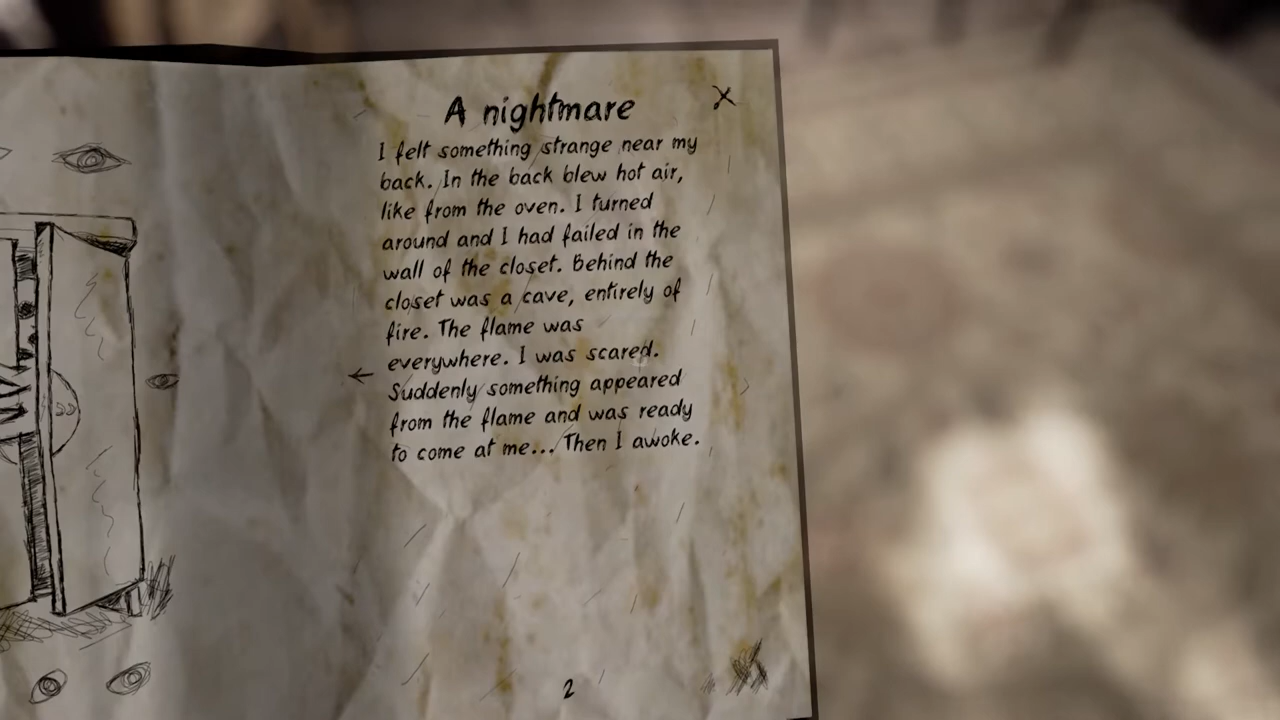 A nightmare
I felt something strange near my
back. In the back blew hot air,
like from the oven. I turned
around and I had failed in the
wall of the closet. Behind the
closet was a cave, entirely of
fire. The flame was
everywhere. I was scared.
Suddenly something appeared
from the flame and was ready
to come at me... Then I awoke.
2